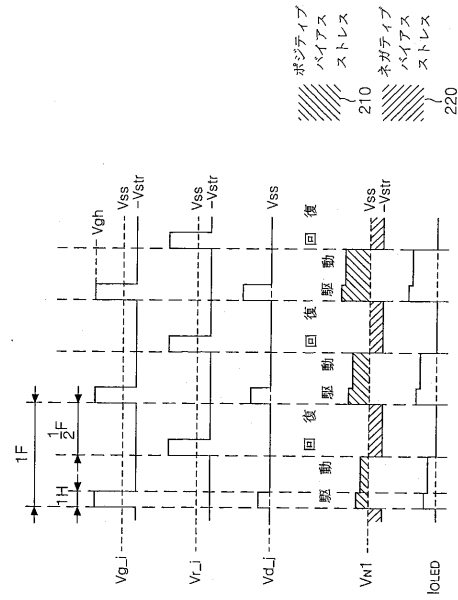 1F
1H
1/2F
Vg_i
Vgh
Vss
-Vstr
Vr_i
Vss
-Vstr
Vd_j
Vss
駆動
回復
駆動
回復
駆動
回復
VN1
Vss
-Vstr
IOLED
ポジティブ
バイアス
ストレス
210
ネガティブ
バイアス
ストレス
220